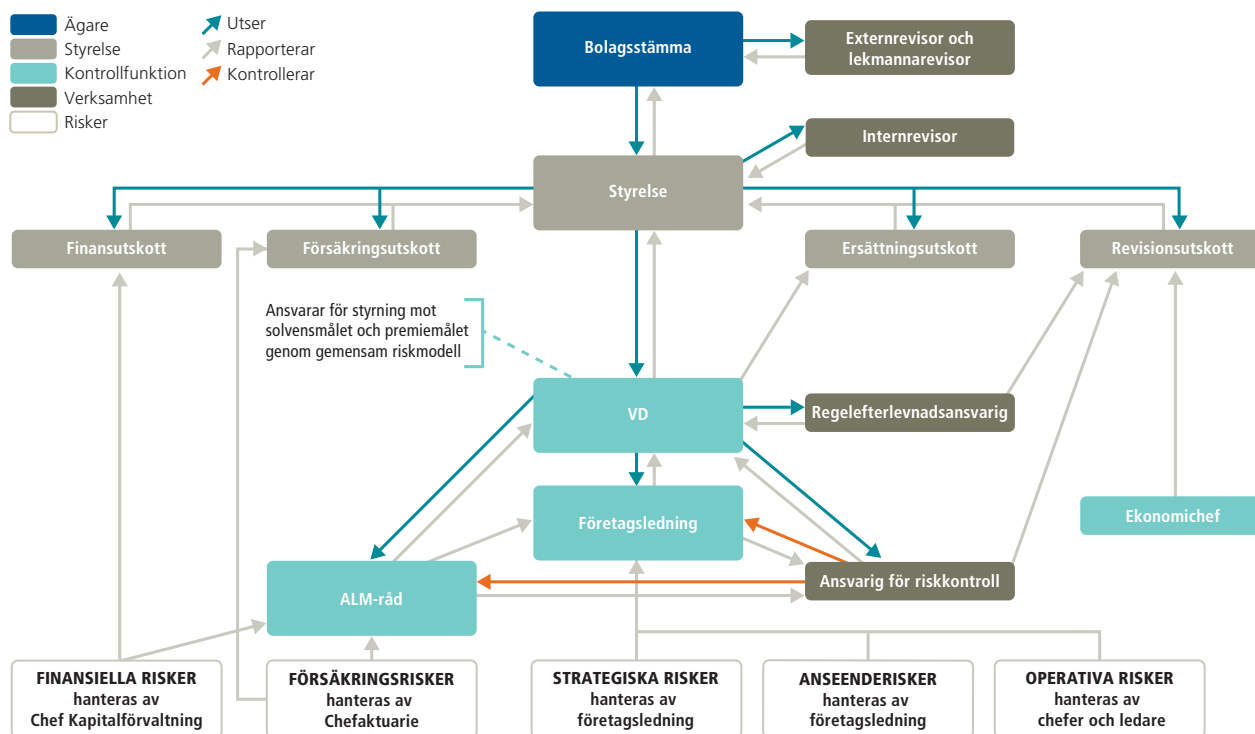 Ägare
Styrelse
Kontrollfunktion
Verksamhet
Risker
Utser
Rapporterar
Kontrollerar
Bolagsstämma
Externrevisor och
lekmannarevisor
Internrevisor
Styrelse
Finansutskott
Försäkringsutskott
Ersättningsutskott
Revisionsutskott
Ansvarar för styrning mot
solvensmålet och premiemålet
genom gemensam riskmodell
VD
Regelefterlevnadsansvarig
Företagsledning
Ekonomichef
ALM-råd
Ansvarig för riskkontroll
FINANSIELLA RISKER
hanteras av
Chef Kapitalförvaltning
FÖRSÄKRINGSRISKER
hanteras av
Chefaktuarie
STRATEGISKA RISKER
hanteras av
företagsledning
ANSEENDERISKER
hanteras av
företagsledning
OPERATIVA RISKER
hanteras av
chefer och ledare